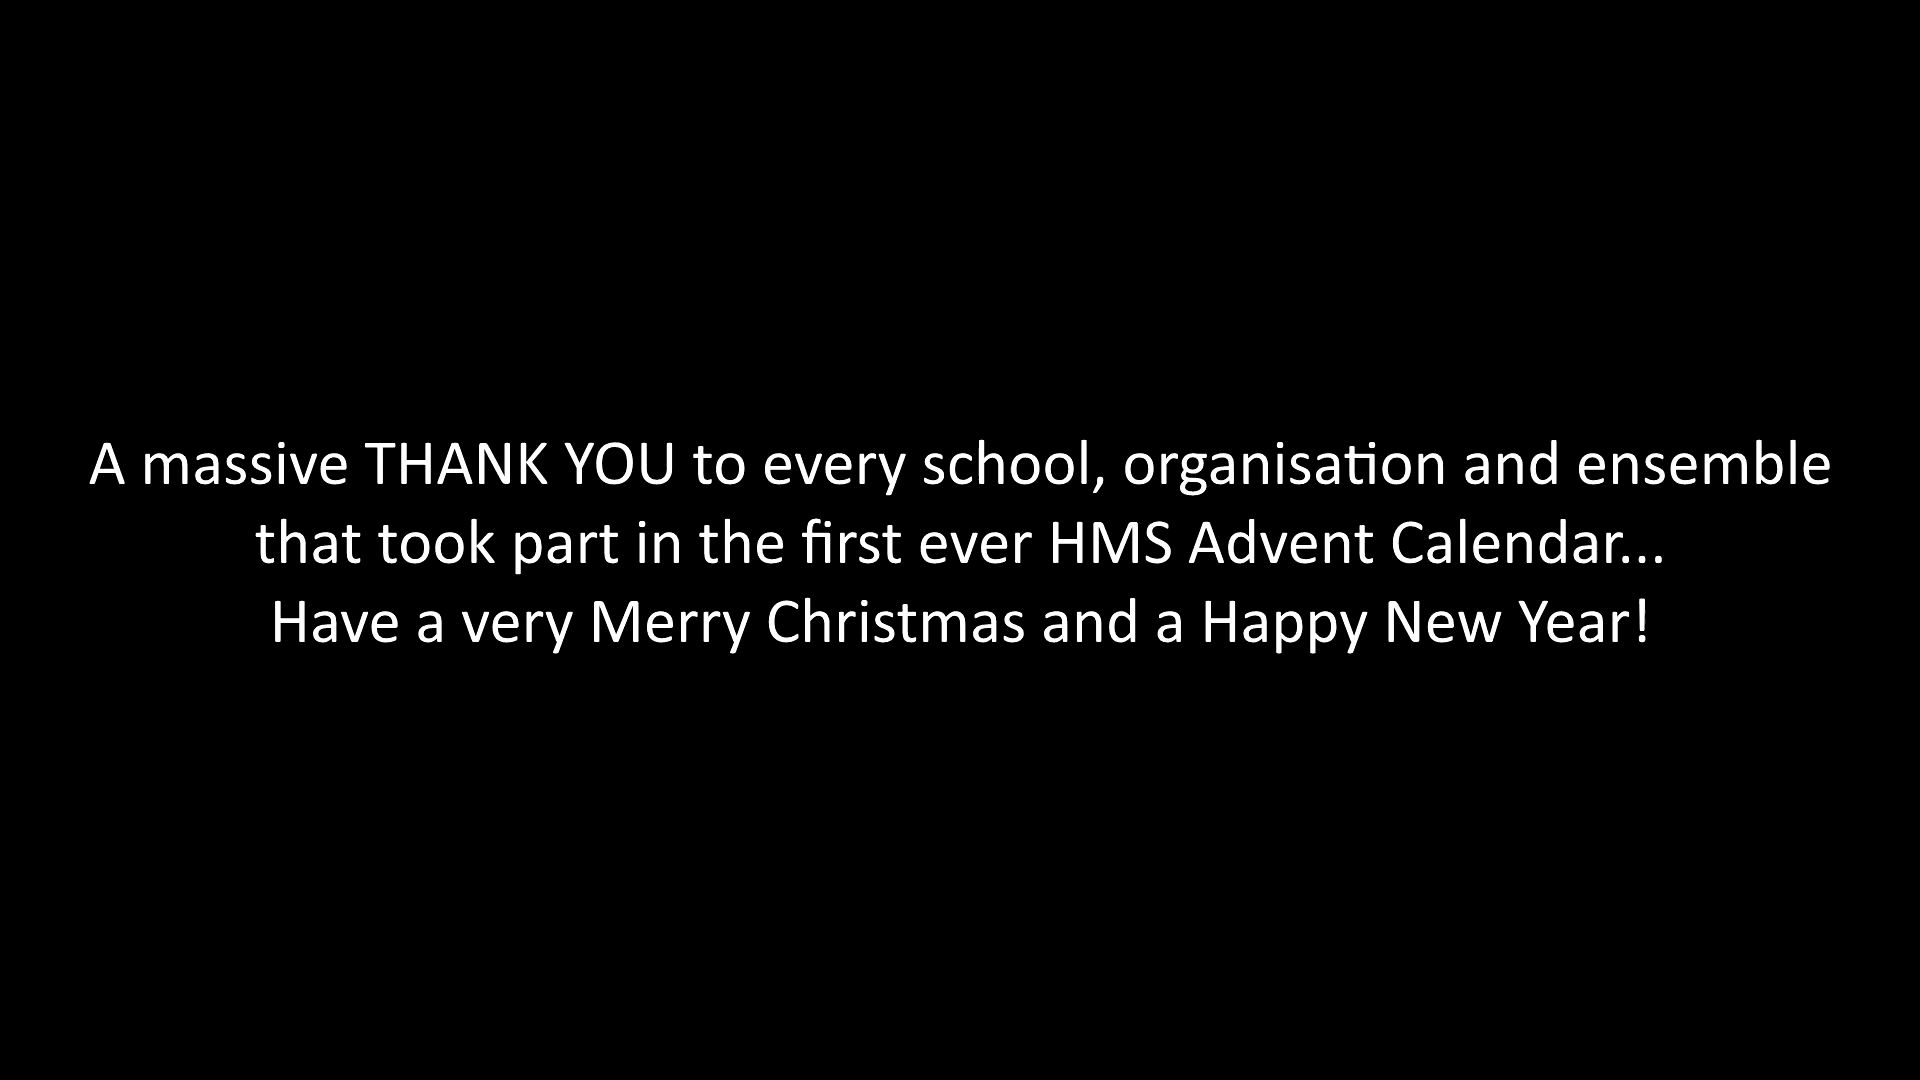 A massive THANK YOU to every school, organisation and ensemble
that took part in the first ever HMS Advent Calendar...
Have a very Merry Christmas and a Happy New Year!